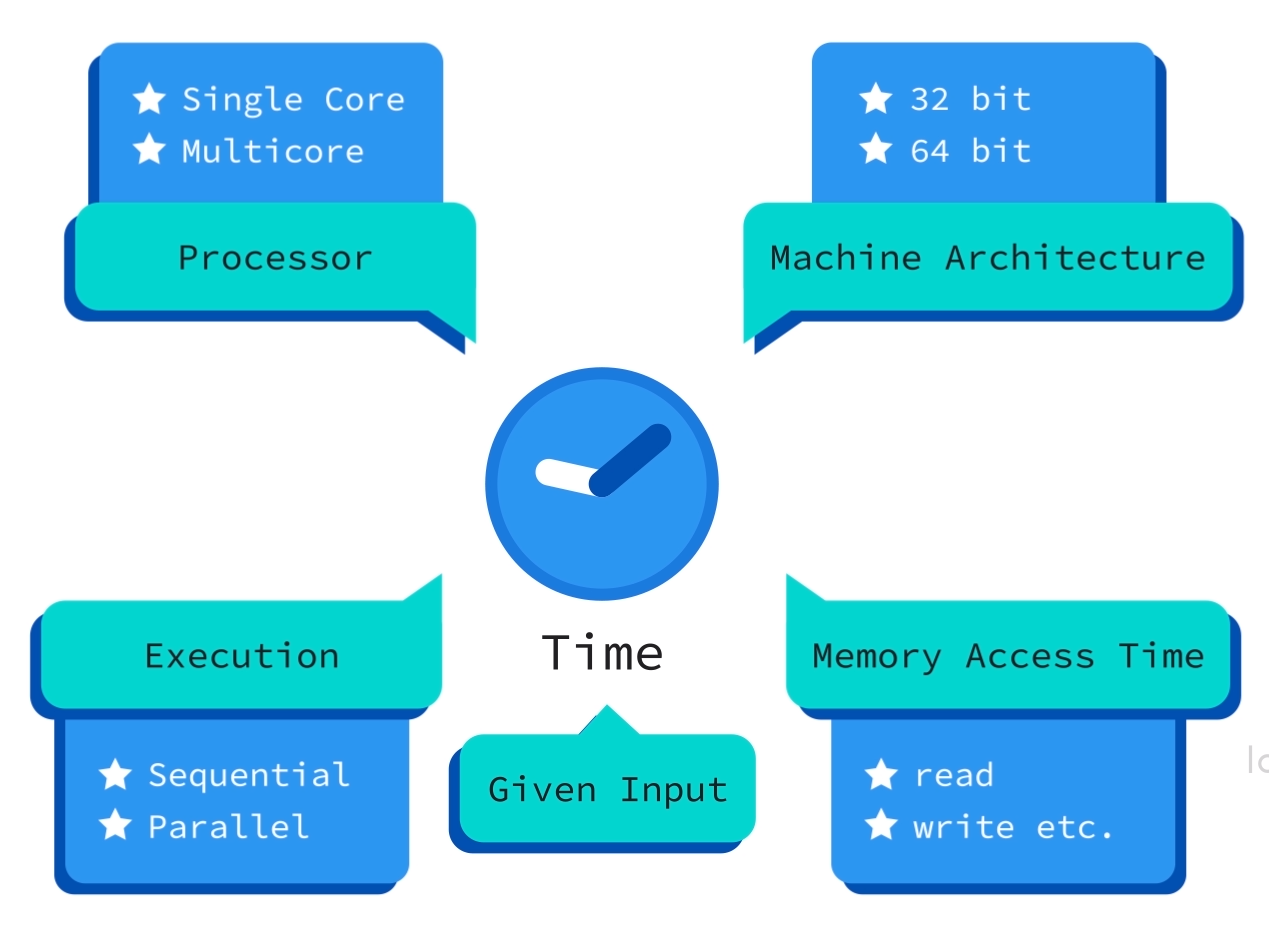 Single Core
Multicore
Processor
32 bit
64 bit
Machine Architecture
Time
Execution
Sequential
Parallel
Given Input
Memory Access Time
read
write etc.